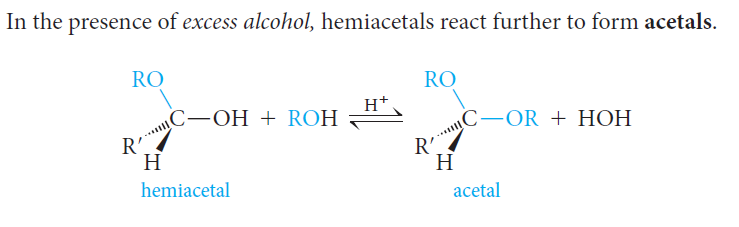 In the presence of excess alcohol, hemiacetals react further to form acetals.
RO RO
C—OH + ROH H⁺ C—OR + HOH
R' R'
H H
hemiacetal acetal